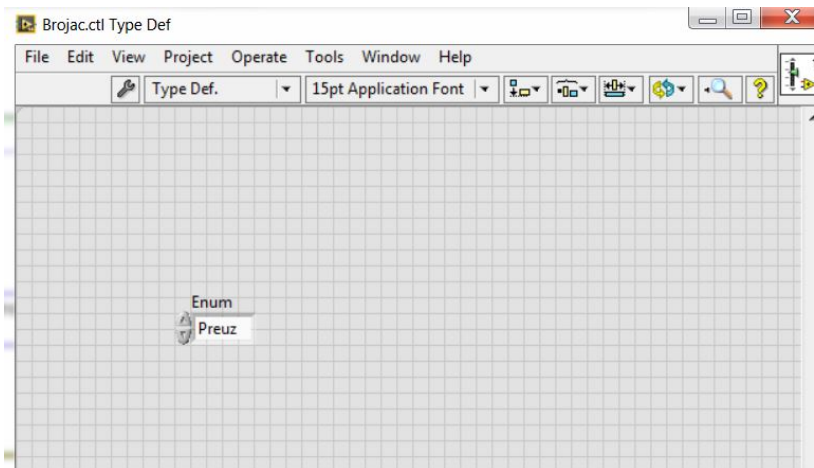 Brojac.ctl Type Def
File Edit View Project Operate Tools Window Help
Type Def. 15pt Application Font
Enum
Preuz